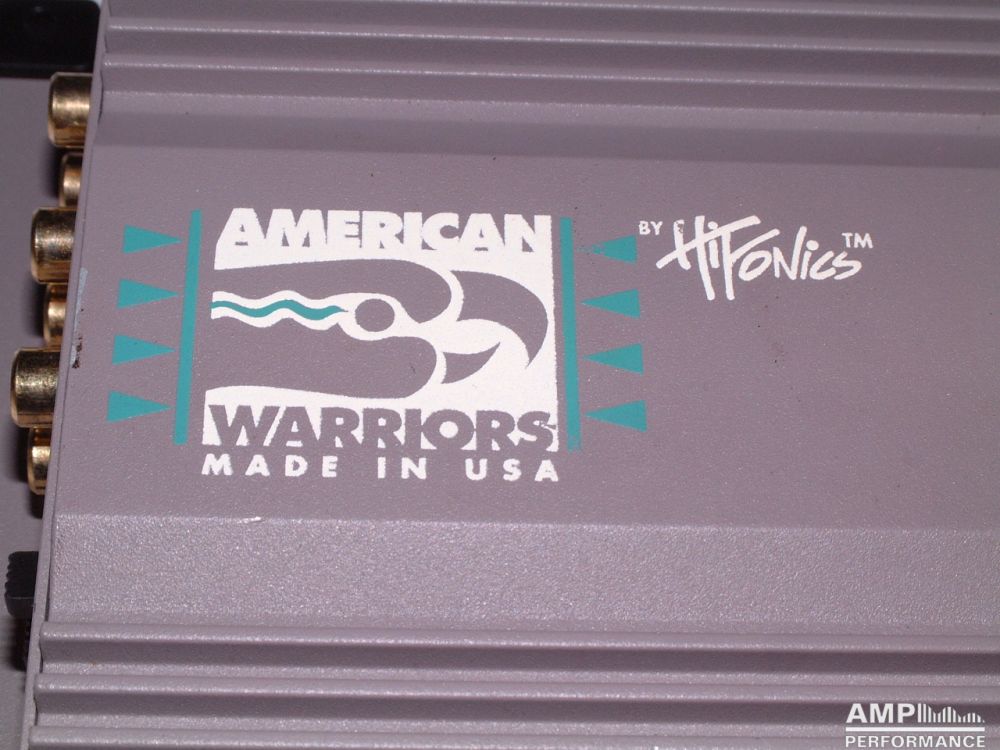 AMERICAN
WARRIORS
MADE IN USA
BY HiFonics™
AMP
PERFORMANCE